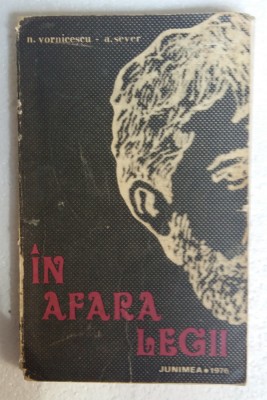 n. vornicescu - a. sever
ÎN
AFARA
LEGII
JUNIMEA • 1976